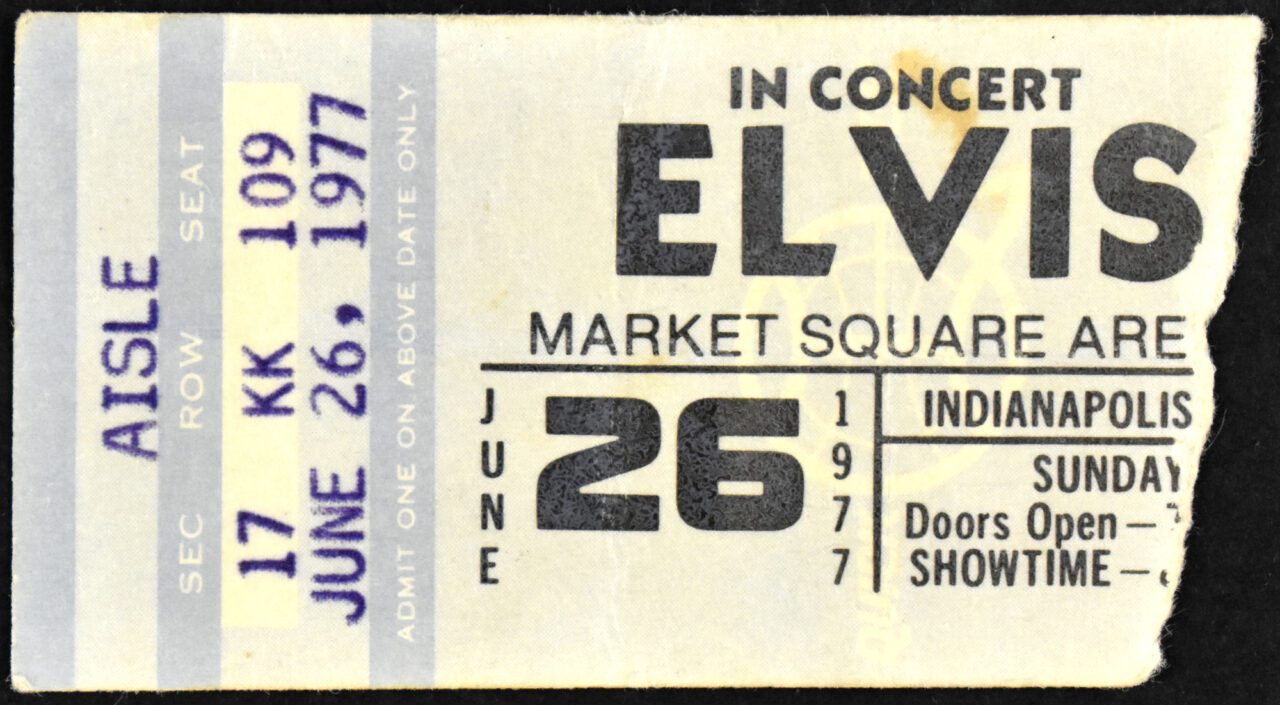 AISLE
SEC ROW SEAT
17 KK 109
JUNE 26, 1977
ADMIT ONE ON ABOVE DATE ONLY
IN CONCERT
ELVIS
MARKET SQUARE ARE
JUNE 26 1977
INDIANAPOLIS
SUNDAY
Doors Open —
SHOWTIME —